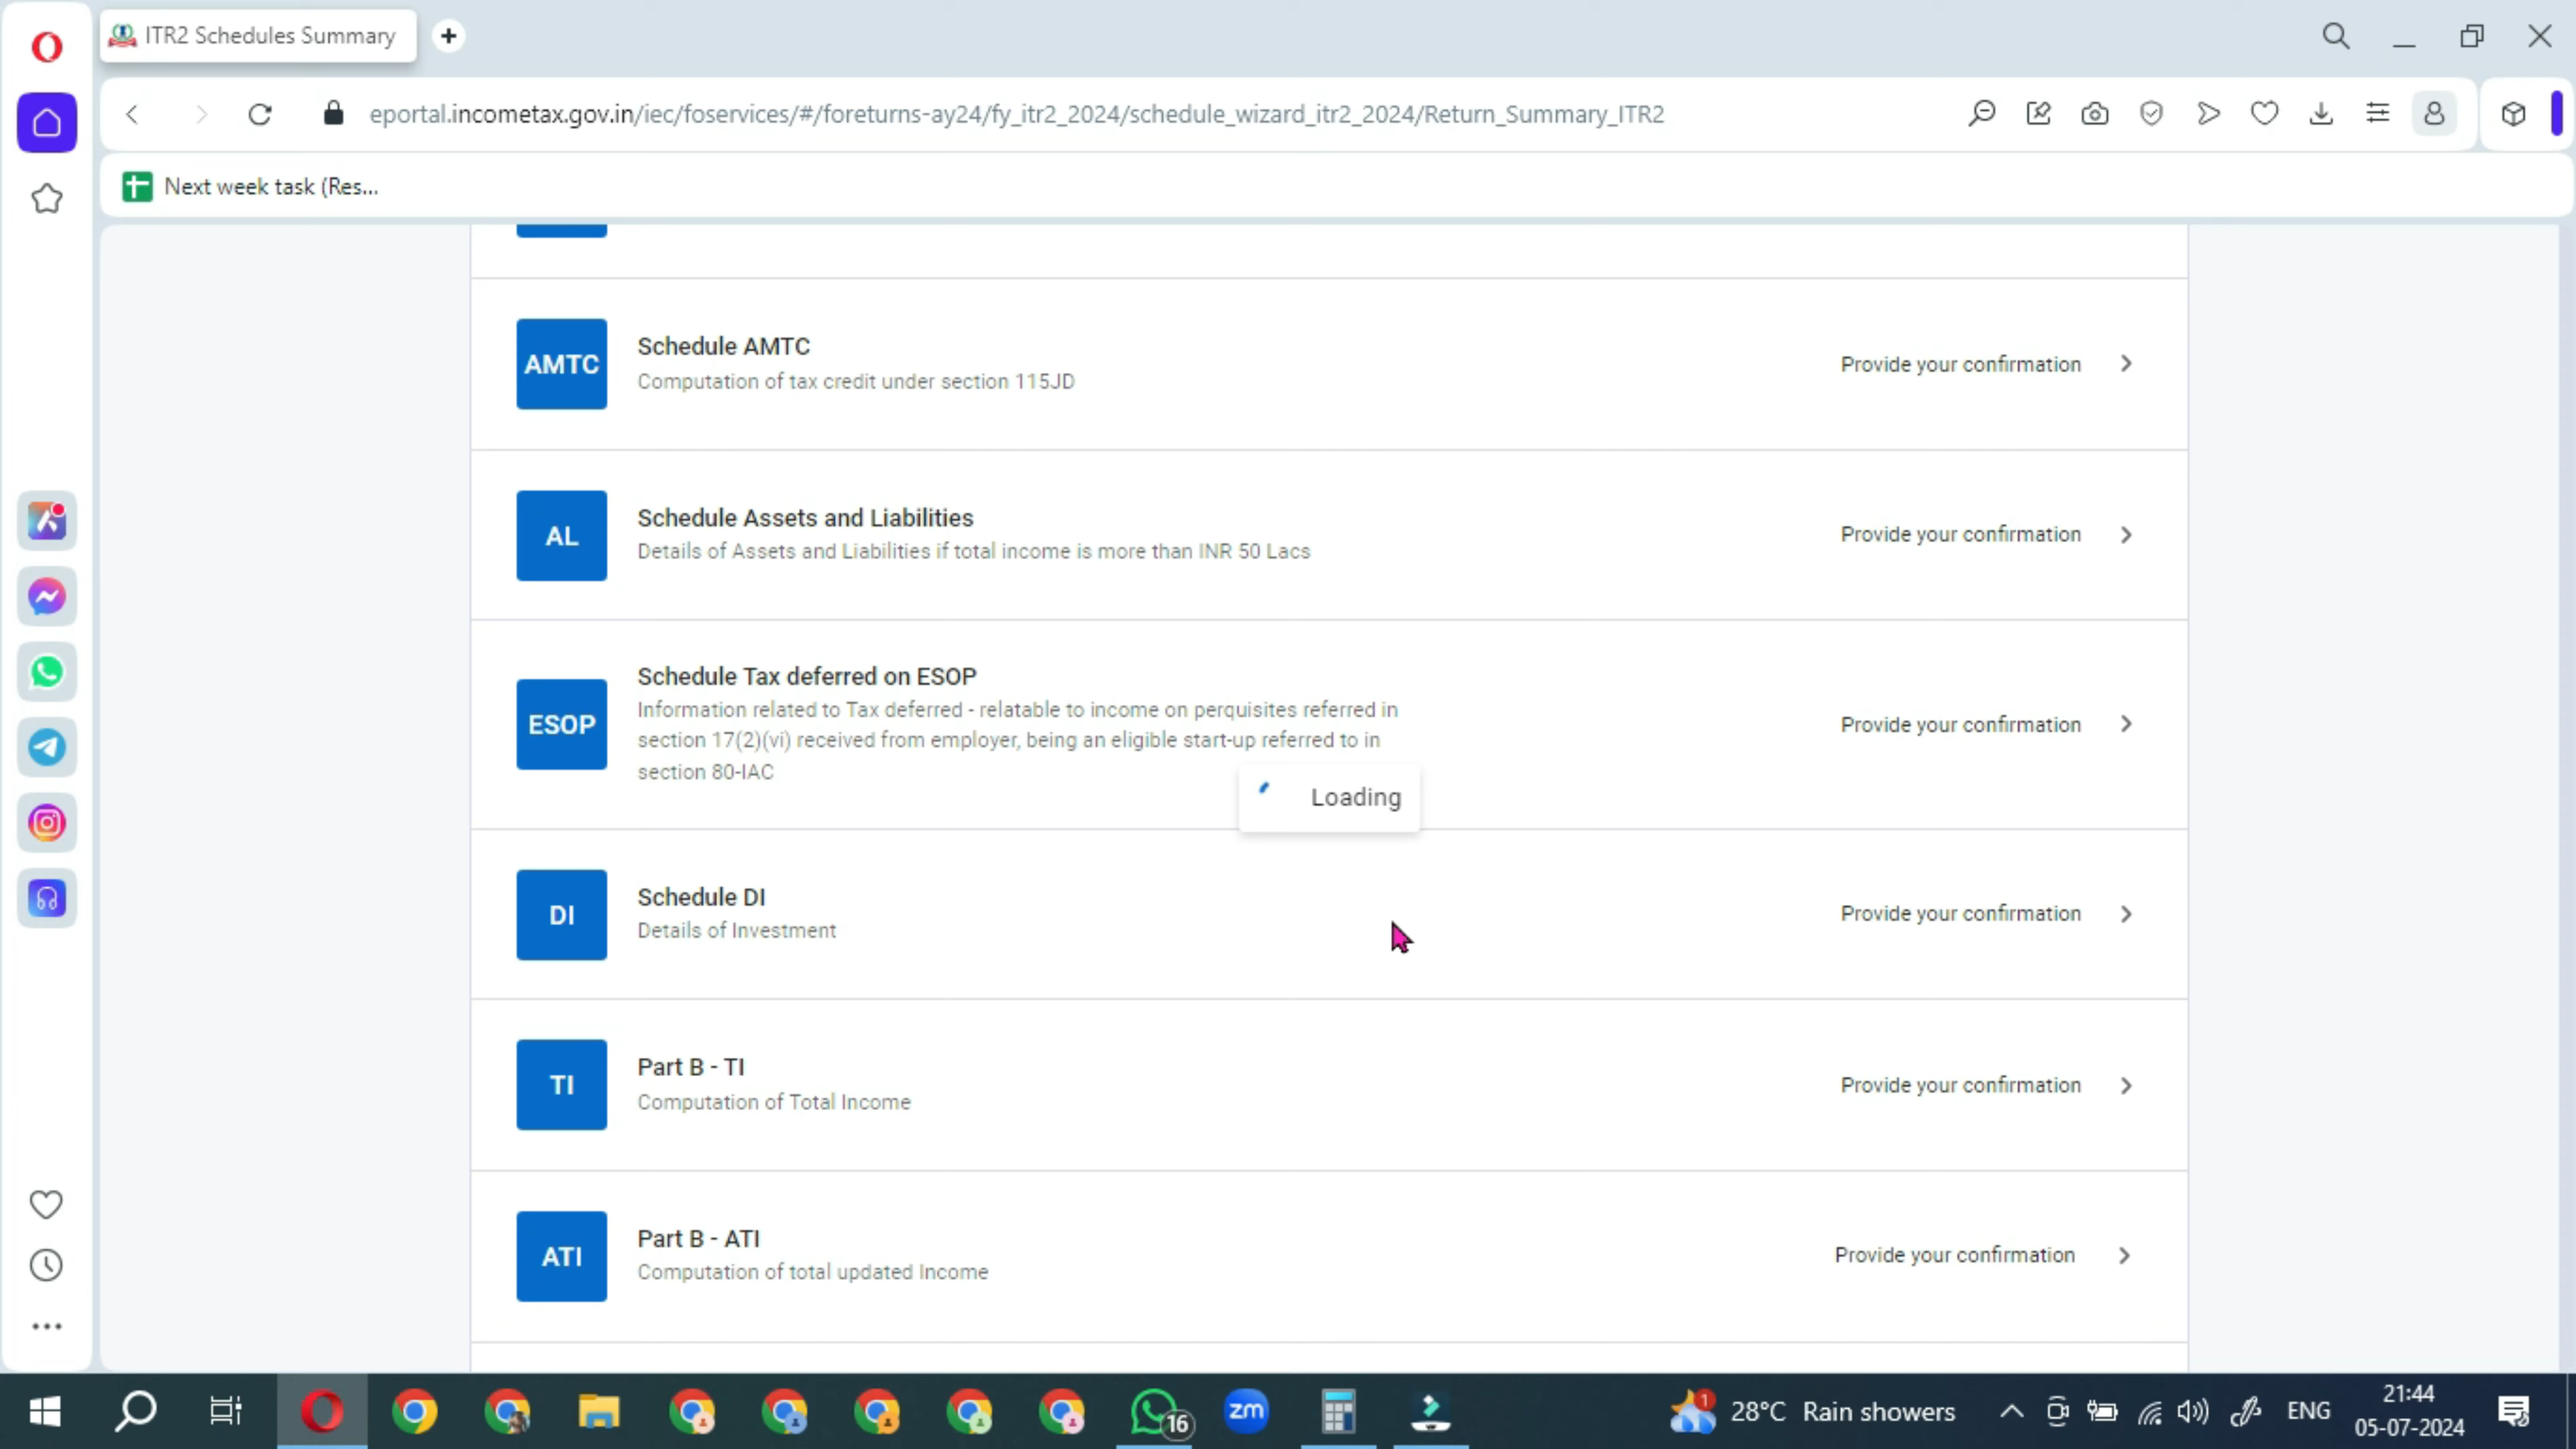 ITR2 Schedules Summary
eportal.incometax.gov.in/iec/foservices/#/foreturns-ay24/fy_itr2_2024/schedule_wizard_itr2_2024/Return_Summary_ITR2
Next week task (Res...
AMTC
Schedule AMTC
Computation of tax credit under section 115JD
Provide your confirmation
AL
Schedule Assets and Liabilities
Details of Assets and Liabilities if total income is more than INR 50 Lacs
Provide your confirmation
ESOP
Schedule Tax deferred on ESOP
Information related to Tax deferred - relatable to income on perquisites referred in
section 17(2)(vi) received from employer, being an eligible start-up referred to in
section 80-IAC
Provide your confirmation
Loading
DI
Schedule DI
Details of Investment
Provide your confirmation
TI
Part B - TI
Computation of Total Income
Provide your confirmation
ATI
Part B - ATI
Computation of total updated Income
Provide your confirmation
16
zm
1
28°C Rain showers
ENG
21:44
05-07-2024